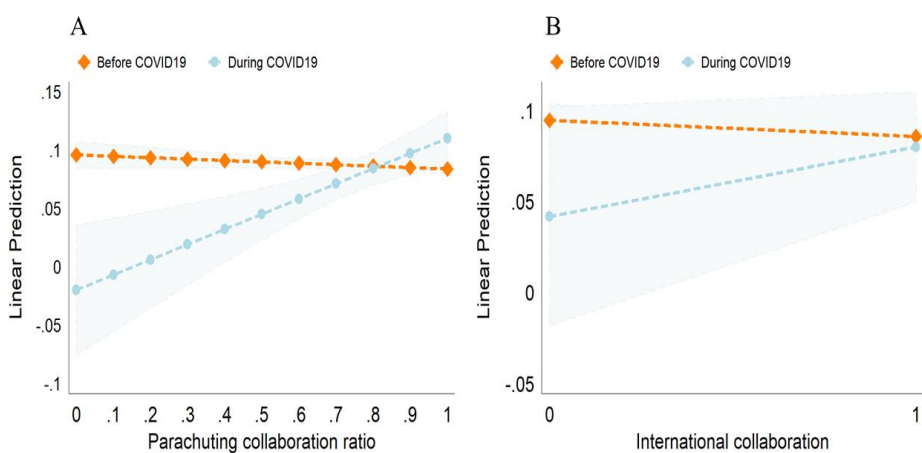 A
Before COVID19 During COVID19
.15
.1
.05
0
-.05
-.1
Linear Prediction
0 .1 .2 .3 .4 .5 .6 .7 .8 .9 1
Parachuting collaboration ratio
B
Before COVID19 During COVID19
.1
.05
0
-.05
Linear Prediction
0 1
International collaboration